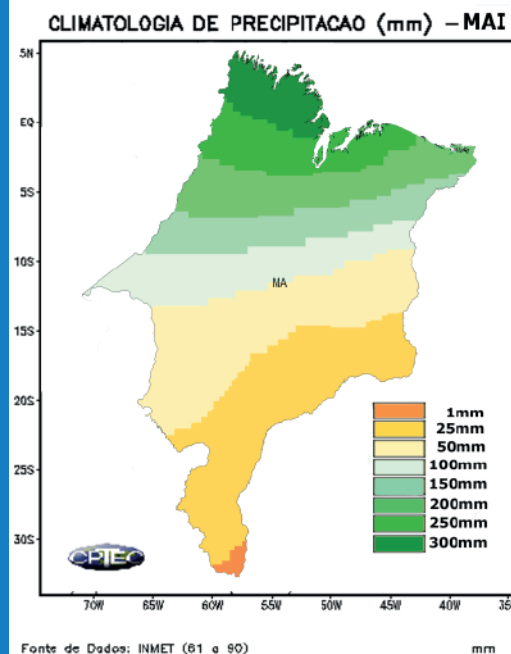 CLIMATOLOGIA DE PRECIPITACAO (mm) – MAI
5N
EQ
5S
10S
MA
15S
20S
25S
30S
1mm
25mm
50mm
100mm
150mm
200mm
250mm
300mm
CPTEC
70W 65W 60W 55W 50W 45W 40W 35
Fonte de Dados: INMET (61 a 90) mm